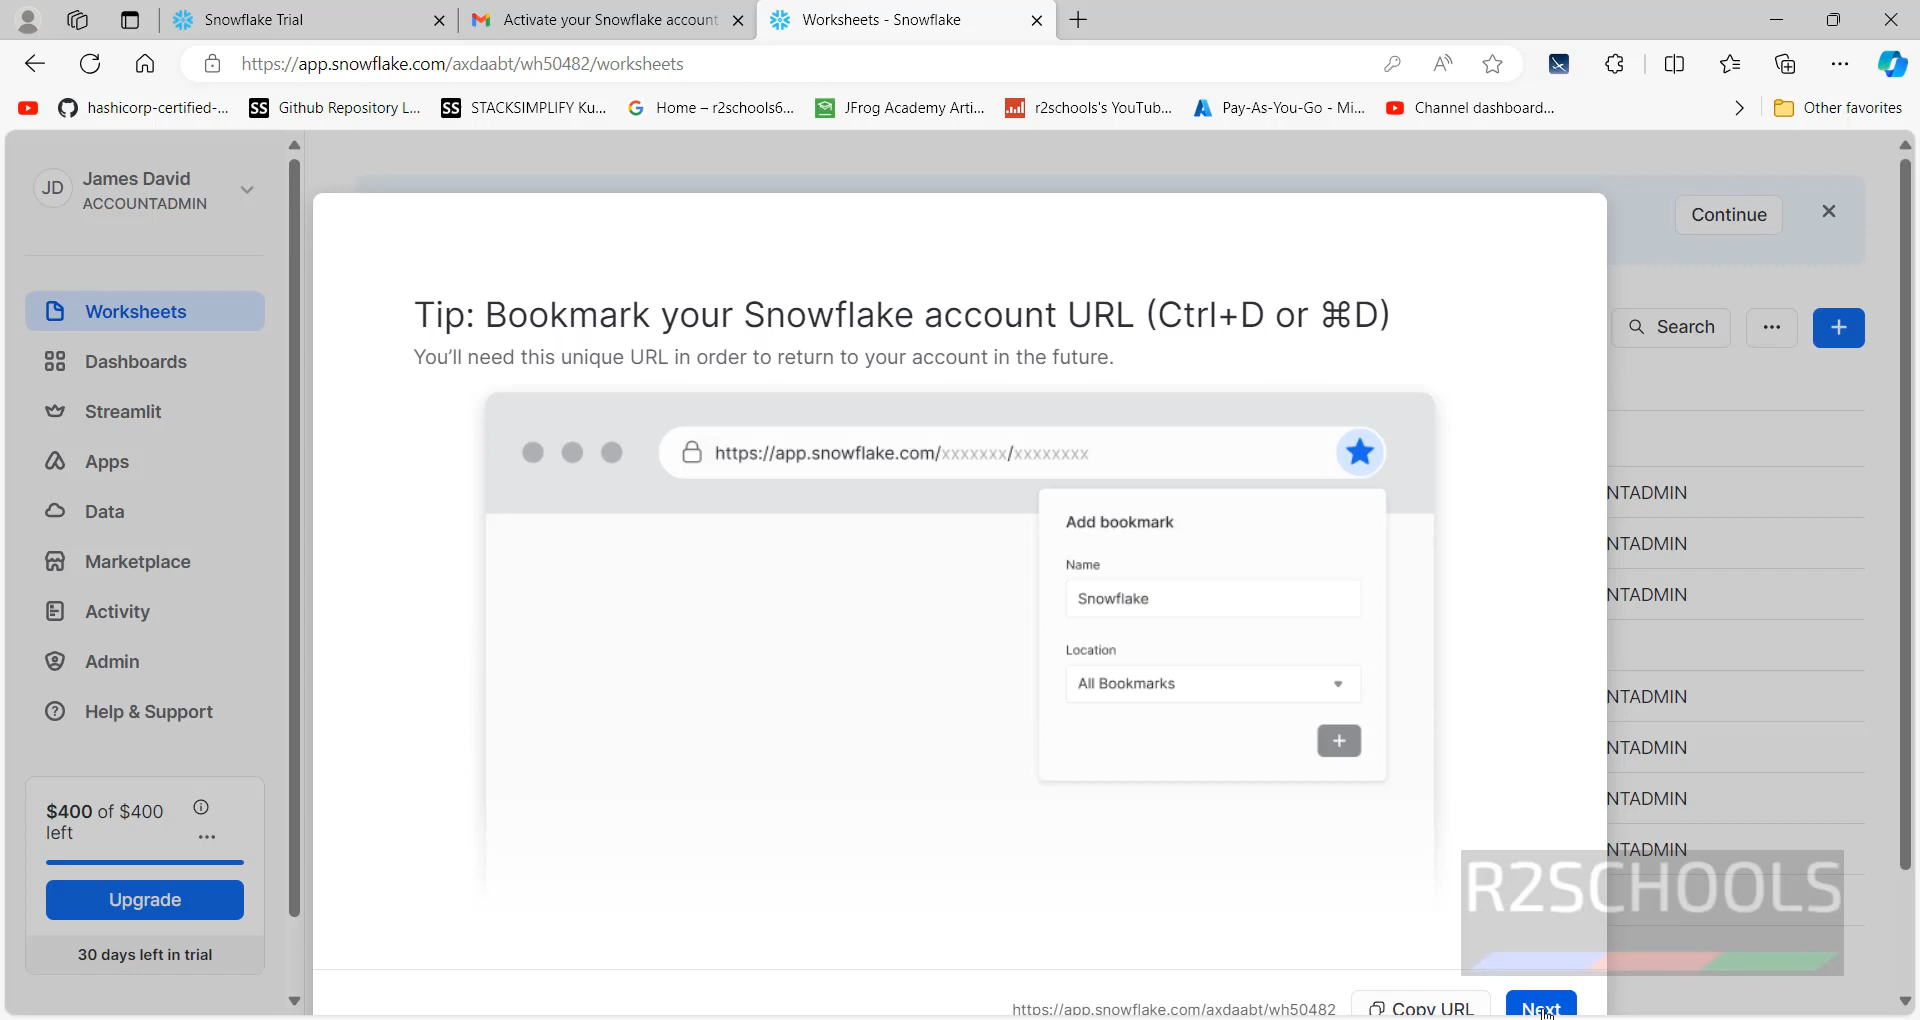 Snowflake Trial
Activate your Snowflake account
Worksheets - Snowflake
https://app.snowflake.com/axdaabt/wh50482/worksheets
hashicorp-certified-...
Github Repository L...
STACKSIMPLIFY Ku...
Home – r2schools6...
JFrog Academy Arti...
r2schools's YouTub...
Pay-As-You-Go - Mi...
Channel dashboard...
Other favorites
JD
James David
ACCOUNTADMIN
Continue
Worksheets
Dashboards
Streamlit
Apps
Data
Marketplace
Activity
Admin
Help & Support
$400 of $400
left
Upgrade
30 days left in trial
Tip: Bookmark your Snowflake account URL (Ctrl+D or ⌘D)
You'll need this unique URL in order to return to your account in the future.
https://app.snowflake.com/xxxxxxx/xxxxxxxx
Add bookmark
Name
Snowflake
Location
All Bookmarks
+
https://app.snowflake.com/axdaabt/wh50482
Copy URL
Next
Search
+
NTADMIN
NTADMIN
NTADMIN
NTADMIN
NTADMIN
NTADMIN
NTADMIN
R2SCHOOLS